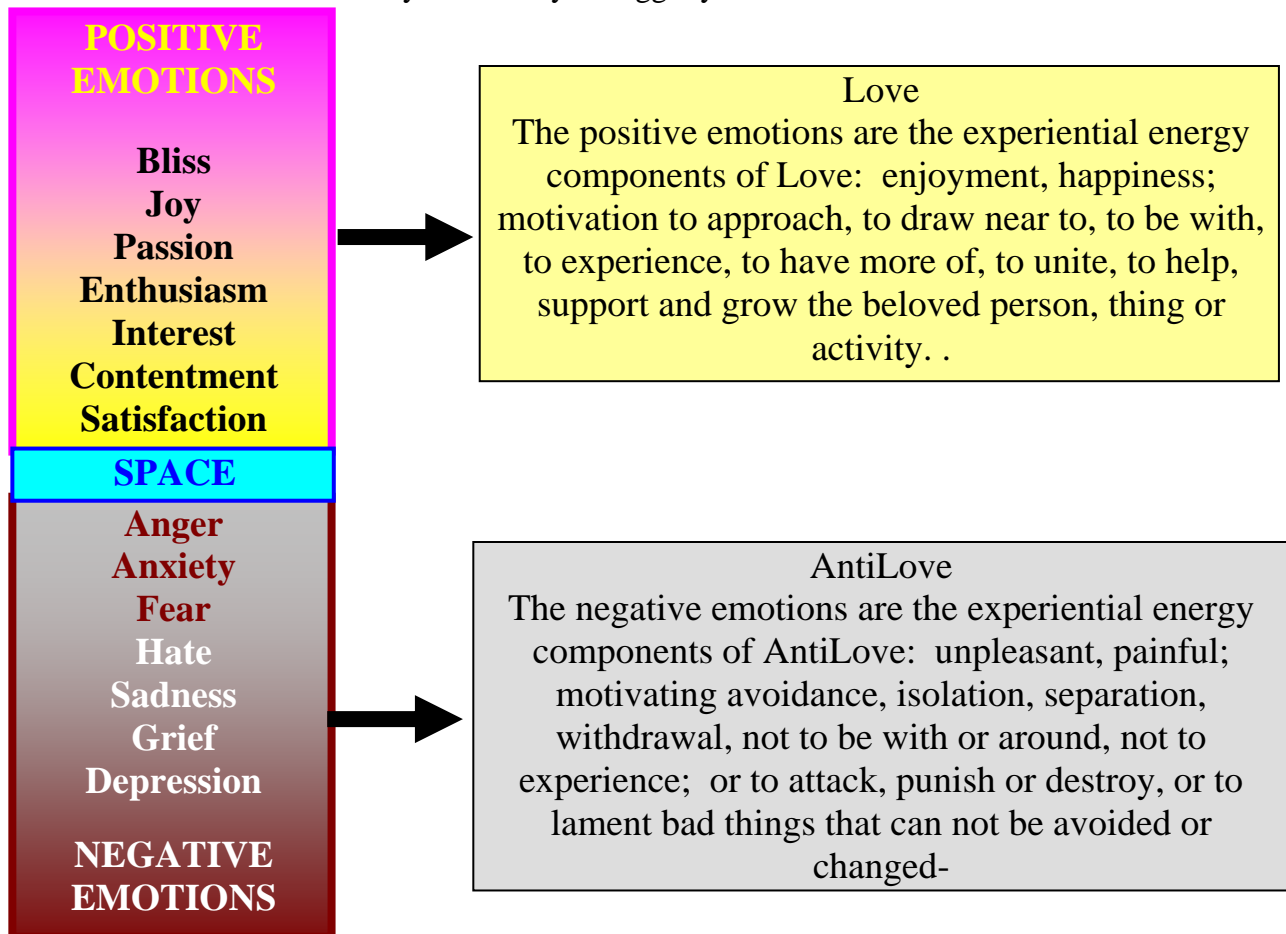 POSITIVE
EMOTIONS
Bliss
Joy
Passion
Enthusiasm
Interest
Contentment
Satisfaction
SPACE
Anger
Anxiety
Fear
Hate
Sadness
Grief
Depression
NEGATIVE
EMOTIONS
Love
The positive emotions are the experiential energy
components of Love:  enjoyment, happiness;
motivation to approach, to draw near to, to be with,
to experience, to have more of, to unite, to help,
support and grow the beloved person, thing or
activity. .
AntiLove
The negative emotions are the experiential energy
components of AntiLove:  unpleasant, painful;
motivating avoidance, isolation, separation,
withdrawal, not to be with or around, not to
experience;  or to attack, punish or destroy, or to
lament bad things that can not be avoided or
changed-